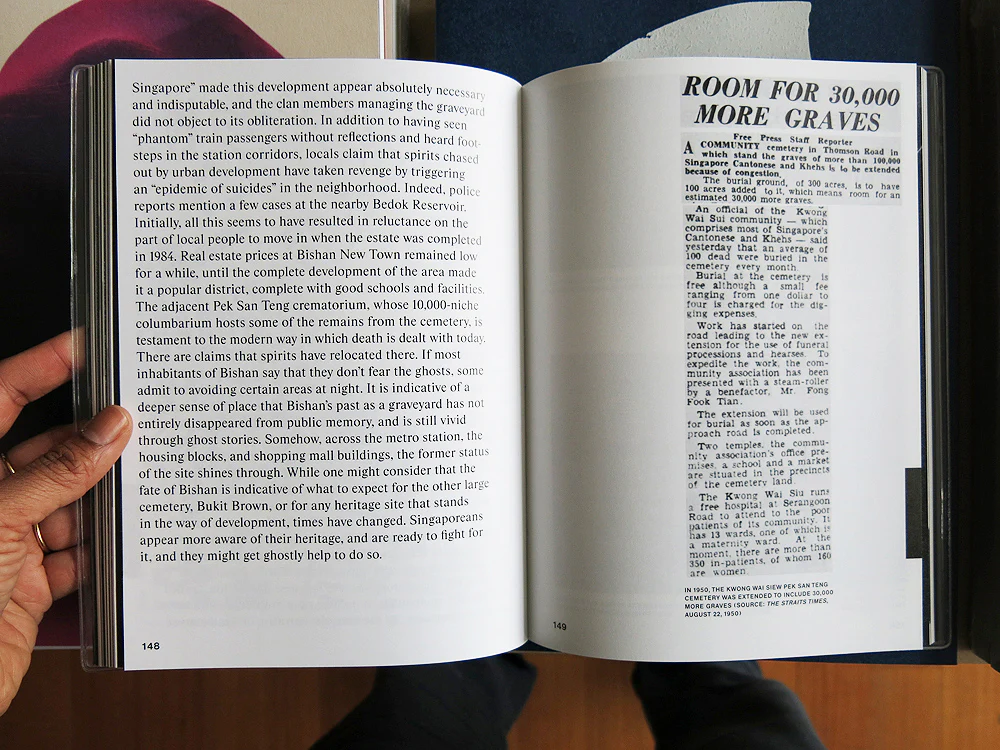 Singapore” made this development appear absolutely necessary
and indisputable, and the clan members managing the graveyard
did not object to its obliteration. In addition to having seen
“phantom” train passengers without reflections and heard foot-
steps in the station corridors, locals claim that spirits chased
out by urban development have taken revenge by triggering
an “epidemic of suicides” in the neighborhood. Indeed, police
reports mention a few cases at the nearby Bedok Reservoir.
Initially, all this seems to have resulted in reluctance on the
part of local people to move in when the estate was completed
in 1984. Real estate prices at Bishan New Town remained low
for a while, until the complete development of the area made
it a popular district, complete with good schools and facilities.
The adjacent Pek San Teng crematorium, whose 10,000-niche
columbarium hosts some of the remains from the cemetery, is
testament to the modern way in which death is dealt with today.
There are claims that spirits have relocated there. If most
inhabitants of Bishan say that they don’t fear the ghosts, some
admit to avoiding certain areas at night. It is indicative of a
deeper sense of place that Bishan’s past as a graveyard has not
entirely disappeared from public memory, and is still vivid
through ghost stories. Somehow, across the metro station, the
housing blocks, and shopping mall buildings, the former status
of the site shines through. While one might consider that the
fate of Bishan is indicative of what to expect for the other large
cemetery, Bukit Brown, or for any heritage site that stands
in the way of development, times have changed. Singaporeans
appear more aware of their heritage, and are ready to fight for
it, and they might get ghostly help to do so.
148
ROOM FOR 30,000
MORE GRAVES
Free Press Staff Reporter
A COMMUNITY cemetery in Thomson Road in
which stand the graves of more than 100,000
Singapore Cantonese and Khehs is to be extended
because of congestion.
The burial ground, of 300 acres, is to have
100 acres added to it, which means room for an
estimated 30,000 more graves.
An official of the Kwong
Wai Sui community — which
comprises most of Singapore's
Cantonese and Khehs — said
yesterday that an average of
100 dead were buried in the
cemetery every month.
Burial at the cemetery is
free although a small fee
ranging from one dollar to
four is charged for the dig-
ging expenses.
Work has started on the
road leading to the new ex-
tension for the use of funeral
processions and hearses. To
expedite the work, the com-
munity association has been
presented with a steam-roller
by a benefactor, Mr. Fong
Fook Tian.
The extension will be used
for burial as soon as the ap-
proach road is completed.
Two temples, the commu-
nity association's office pre-
mises, a school and a market
are situated in the precincts
of the cemetery land.
The Kwong Wai Siu runs
a free hospital at Serangoon
Road to attend to the poor
patients of its community. It
has 13 wards, one of which is
a maternity ward. At the
moment, there are more than
350 in-patients, of whom 160
are women.
IN 1950, THE KWONG WAI SIEW PEK SAN TENG
CEMETERY WAS EXTENDED TO INCLUDE 30,000
MORE GRAVES (SOURCE: THE STRAITS TIMES,
AUGUST 22, 1950)
149